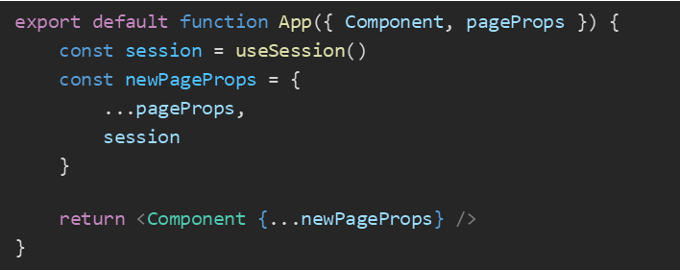 export default function App({ Component, pageProps }) {
    const session = useSession()
    const newPageProps = {
        ...pageProps,
        session
    }

    return <Component {...newPageProps} />
}